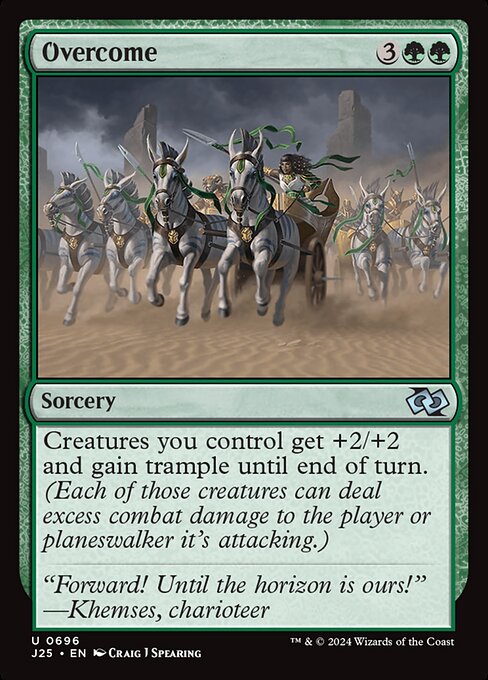 Overcome 3
Sorcery
Creatures you control get +2/+2
and gain trample until end of turn.
(Each of those creatures can deal
excess combat damage to the player or
planeswalker it's attacking.)
“Forward! Until the horizon is ours!”
—Khemses, charioteer
U 0696
J25 • EN Craig J Spearing
™ & © 2024 Wizards of the Coast